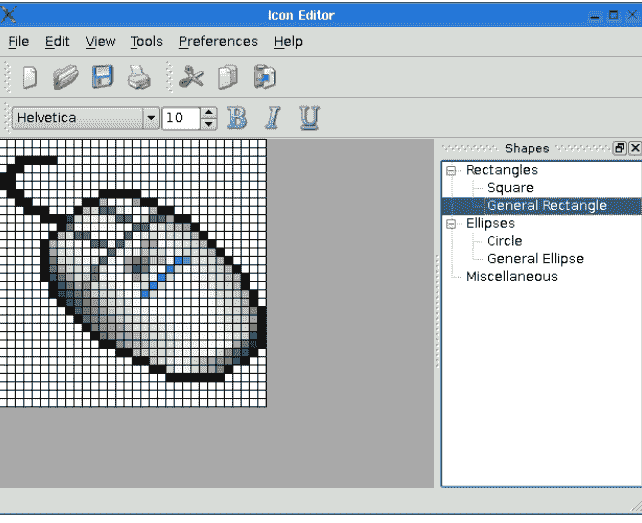 Icon Editor
File Edit View Tools Preferences Help
Helvetica 10 B I U
Shapes
Rectangles
Square
General Rectangle
Ellipses
Circle
General Ellipse
Miscellaneous